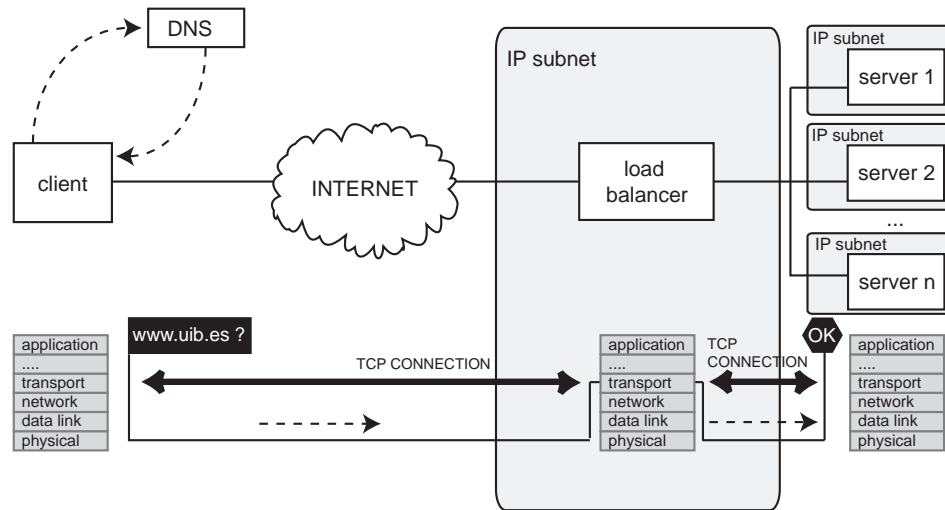 DNS
client
INTERNET
IP subnet
load
balancer
IP subnet
server 1
IP subnet
server 2
...
IP subnet
server n
www.uib.es ?
TCP CONNECTION
TCP
CONNECTION
OK
application
....
transport
network
data link
physical
application
....
transport
network
data link
physical
application
....
transport
network
data link
physical